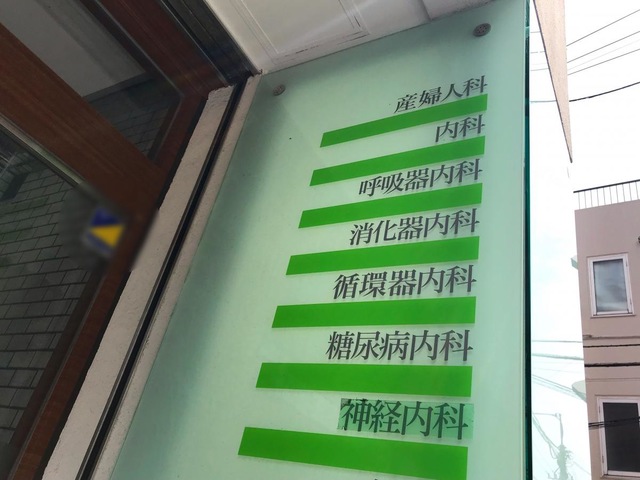 産婦人科
内科
呼吸器内科
消化器内科
循環器内科
糖尿病内科
神経内科